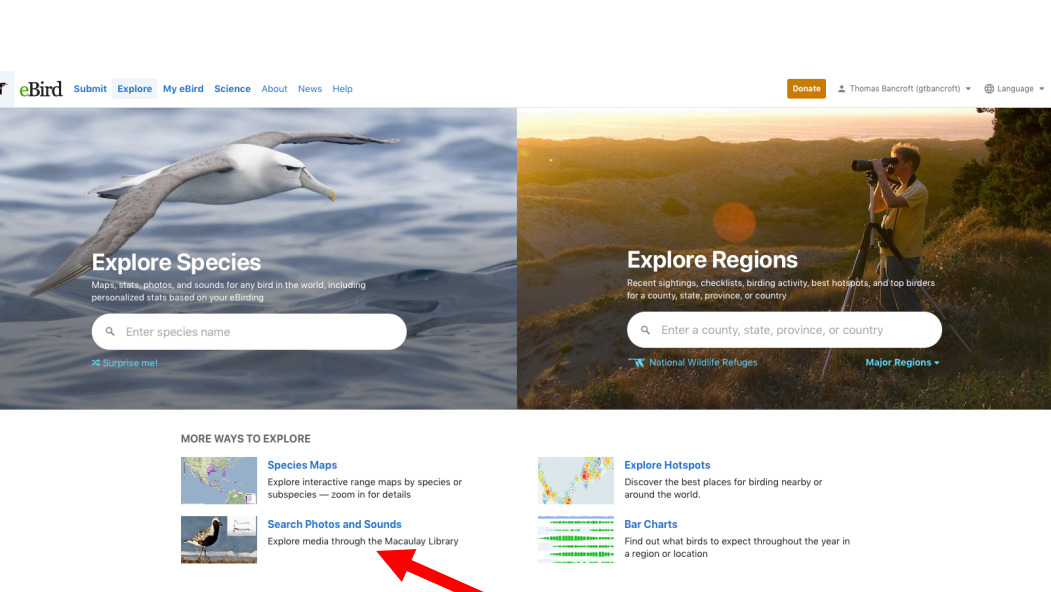 eBird Submit Explore My eBird Science About News Help Donate Thomas Bancroft (gtbancroft) Language
Explore Species
Maps, stats, photos, and sounds for any bird in the world, including
personalized stats based on your eBirding
Enter species name
Surprise me!
Explore Regions
Recent sightings, checklists, birding activity, best hotspots, and top birders
for a county, state, province, or country
Enter a county, state, province, or country
National Wildlife Refuges Major Regions
MORE WAYS TO EXPLORE
Species Maps
Explore interactive range maps by species or
subspecies — zoom in for details
Explore Hotspots
Discover the best places for birding nearby or
around the world.
Search Photos and Sounds
Explore media through the Macaulay Library
Bar Charts
Find out what birds to expect throughout the year in
a region or location